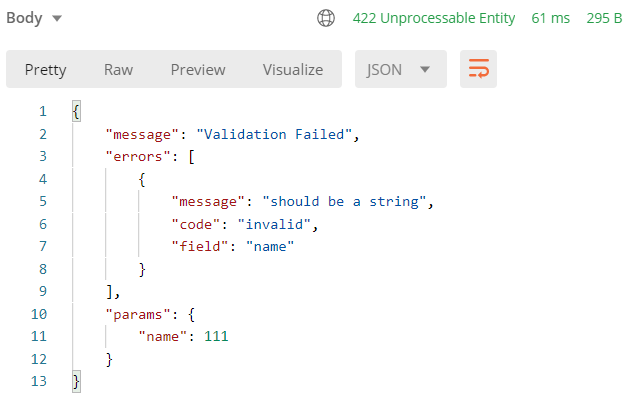 Body 422 Unprocessable Entity 61 ms 295 B
Pretty Raw Preview Visualize JSON
1 {
2 "message": "Validation Failed",
3 "errors": [
4 {
5 "message": "should be a string",
6 "code": "invalid",
7 "field": "name"
8 }
9 ],
10 "params": {
11 "name": 111
12 }
13 }